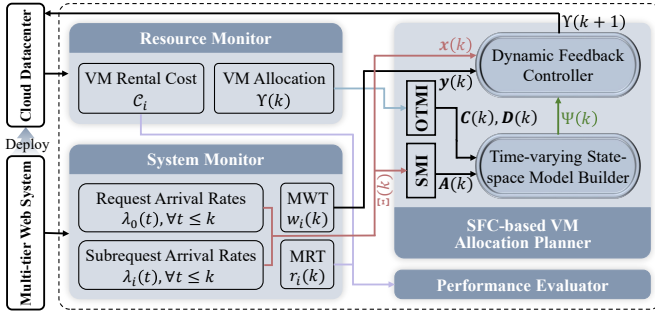 Cloud Datacenter
Deploy
Multi-tier Web System
Resource Monitor
VM Rental Cost
𝒞ᵢ
VM Allocation
Υ(k)
System Monitor
Request Arrival Rates
λ₀(t), ∀t ≤ k
Subrequest Arrival Rates
λᵢ(t), ∀t ≤ k
MWT
wᵢ(k)
MRT
rᵢ(k)
Ξ(k)
Υ(k + 1)
x(k)
y(k)
Dynamic Feedback
Controller
OTMI
C(k), D(k)
Ψ(k)
SMI
A(k)
Time-varying State-
space Model Builder
SFC-based VM
Allocation Planner
Performance Evaluator